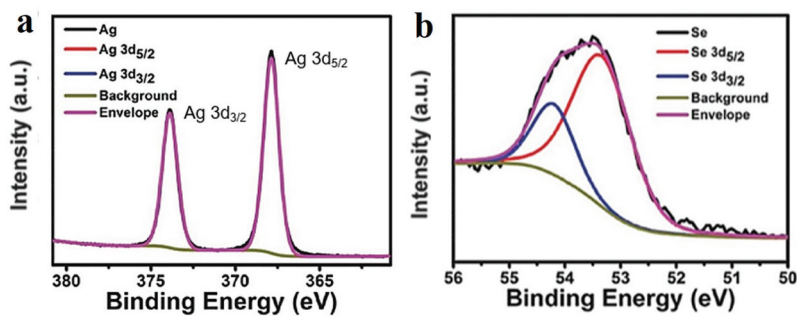 a
Intensity (a.u.)
Ag
Ag 3d5/2
Ag 3d3/2
Background
Envelope
Ag 3d3/2
Ag 3d5/2
380 375 370 365
Binding Energy (eV)
b
Intensity (a.u.)
Se
Se 3d5/2
Se 3d3/2
Background
Envelope
56 55 54 53 52 51 50
Binding Energy (eV)